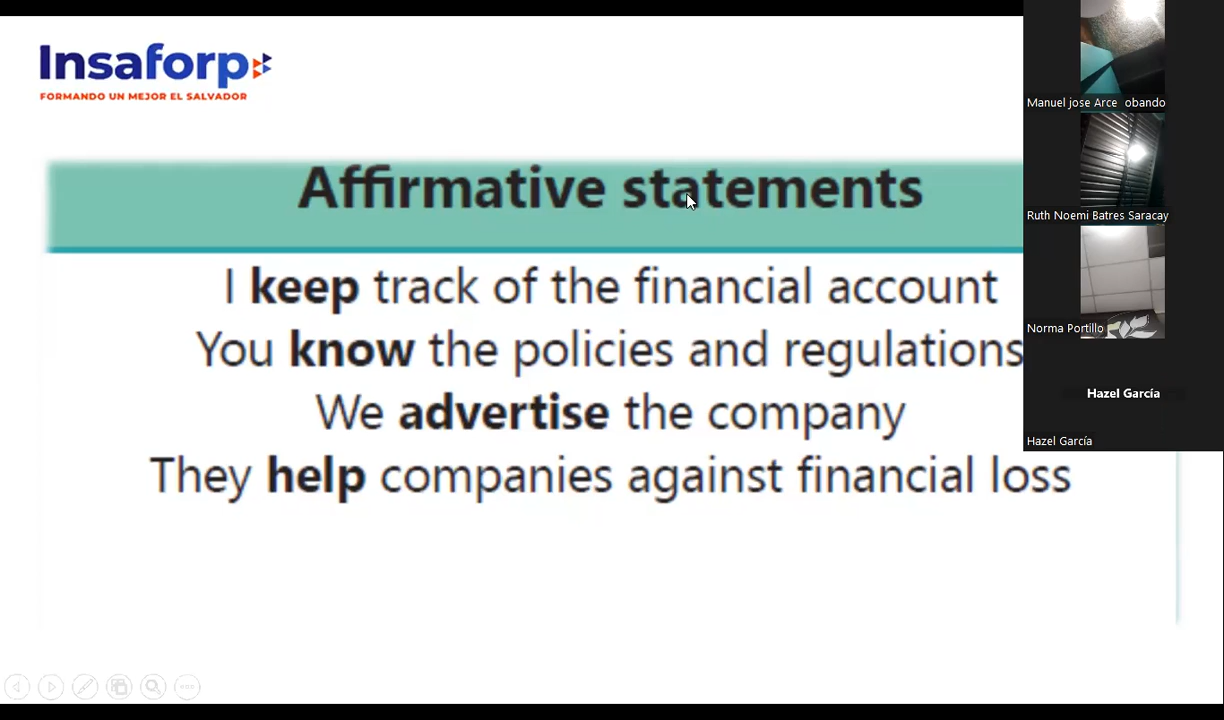 Insaforp
FORMANDO UN MEJOR EL SALVADOR
Affirmative statements
I keep track of the financial account
You know the policies and regulations
We advertise the company
They help companies against financial loss
Manuel jose Arce obando
Ruth Noemi Batres Saracay
Norma Portillo
Hazel García
Hazel García